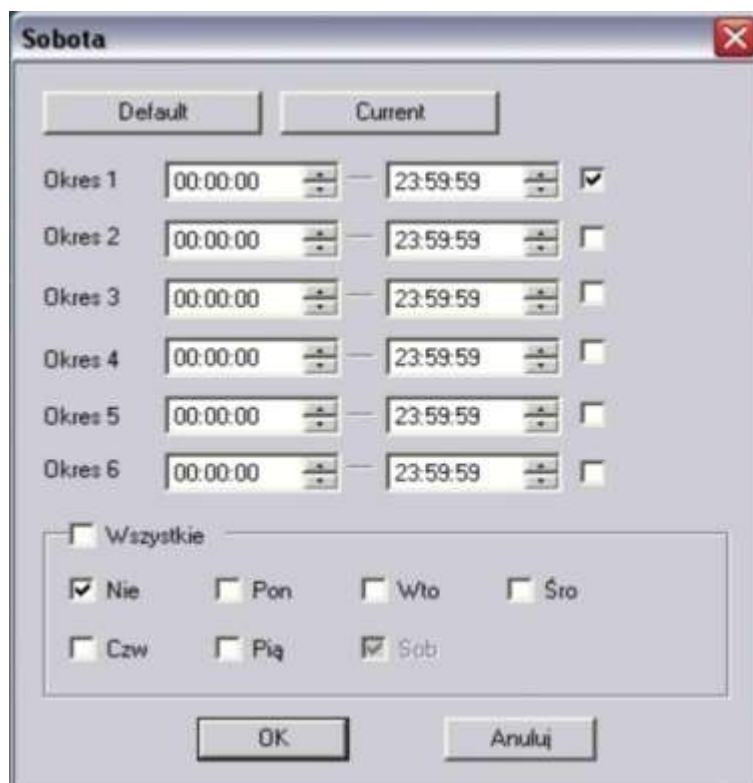 Sobota
Default Current
Okres 1 00:00:00 — 23:59:59
Okres 2 00:00:00 — 23:59:59
Okres 3 00:00:00 — 23:59:59
Okres 4 00:00:00 — 23:59:59
Okres 5 00:00:00 — 23:59:59
Okres 6 00:00:00 — 23:59:59
Wszystkie
Nie Pon Wto Śro
Czw Pią Sob
OK Anuluj